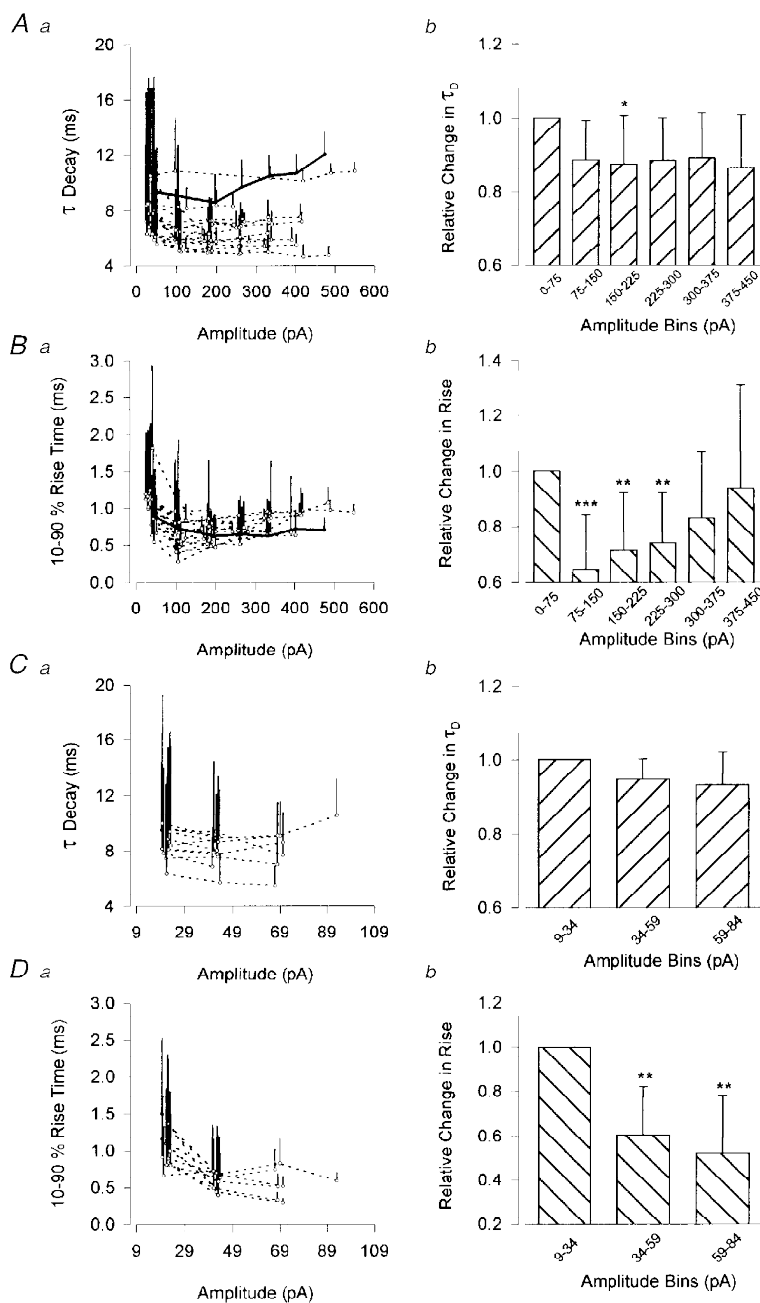 A a
b
20
16
12
8
4
τ Decay (ms)
0 100 200 300 400 500 600
Amplitude (pA)
1.2
1.0
0.8
0.6
Relative Change in τD
*
0-75 75-150 150-225 225-300 300-375 375-450
Amplitude Bins (pA)
B a
b
3.0
2.5
2.0
1.5
1.0
0.5
0.0
10-90 % Rise Time (ms)
0 100 200 300 400 500 600
Amplitude (pA)
1.4
1.2
1.0
0.8
0.6
Relative Change in Rise
*** ** **
0-75 75-150 150-225 225-300 300-375 375-450
Amplitude Bins (pA)
C a
b
20
16
12
8
4
τ Decay (ms)
9 29 49 69 89 109
Amplitude (pA)
1.2
1.0
0.8
0.6
Relative Change in τD
9-34 34-59 59-84
Amplitude Bins (pA)
D a
b
3.0
2.5
2.0
1.5
1.0
0.5
0.0
10-90 % Rise Time (ms)
9 29 49 69 89 109
Amplitude (pA)
1.2
1.0
0.8
0.6
0.4
0.2
Relative Change in Rise
** **
9-34 34-59 59-84
Amplitude Bins (pA)